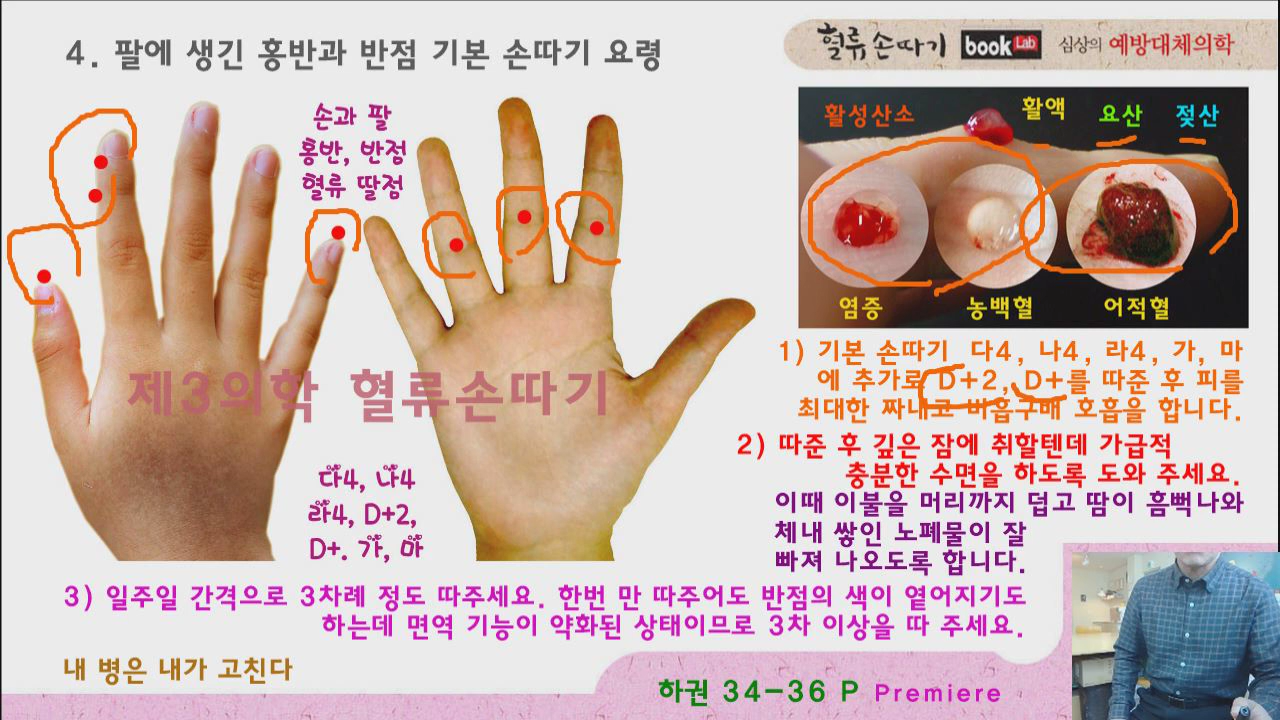 4. 팔에 생긴 홍반과 반점 기본 손따기 요령
혈류손따기 book Lab 심상의 예방대체의학
손과 팔
홍반, 반점
혈류 딸점
활성산소 활액 요산 젖산
염증 농백혈 어적혈
제3의학 혈류손따기
다4, 나4
라4, D+2,
D+. 가, 마
1) 기본 손따기 다4, 나4, 라4, 가, 마
에 추가로 D+2, D+를 따준 후 피를
최대한 짜내고 바흡구배 호흡을 합니다.
2) 따준 후 깊은 잠에 취할텐데 가급적
충분한 수면을 하도록 도와 주세요.
이때 이불을 머리까지 덥고 땀이 흠뻑나와
체내 쌓인 노폐물이 잘
빠져 나오도록 합니다.
3) 일주일 간격으로 3차례 정도 따주세요. 한번 만 따주어도 반점의 색이 옅어지기도
하는데 면역 기능이 약화된 상태이므로 3차 이상을 따 주세요.
내 병은 내가 고친다
하권 34-36 P Premiere